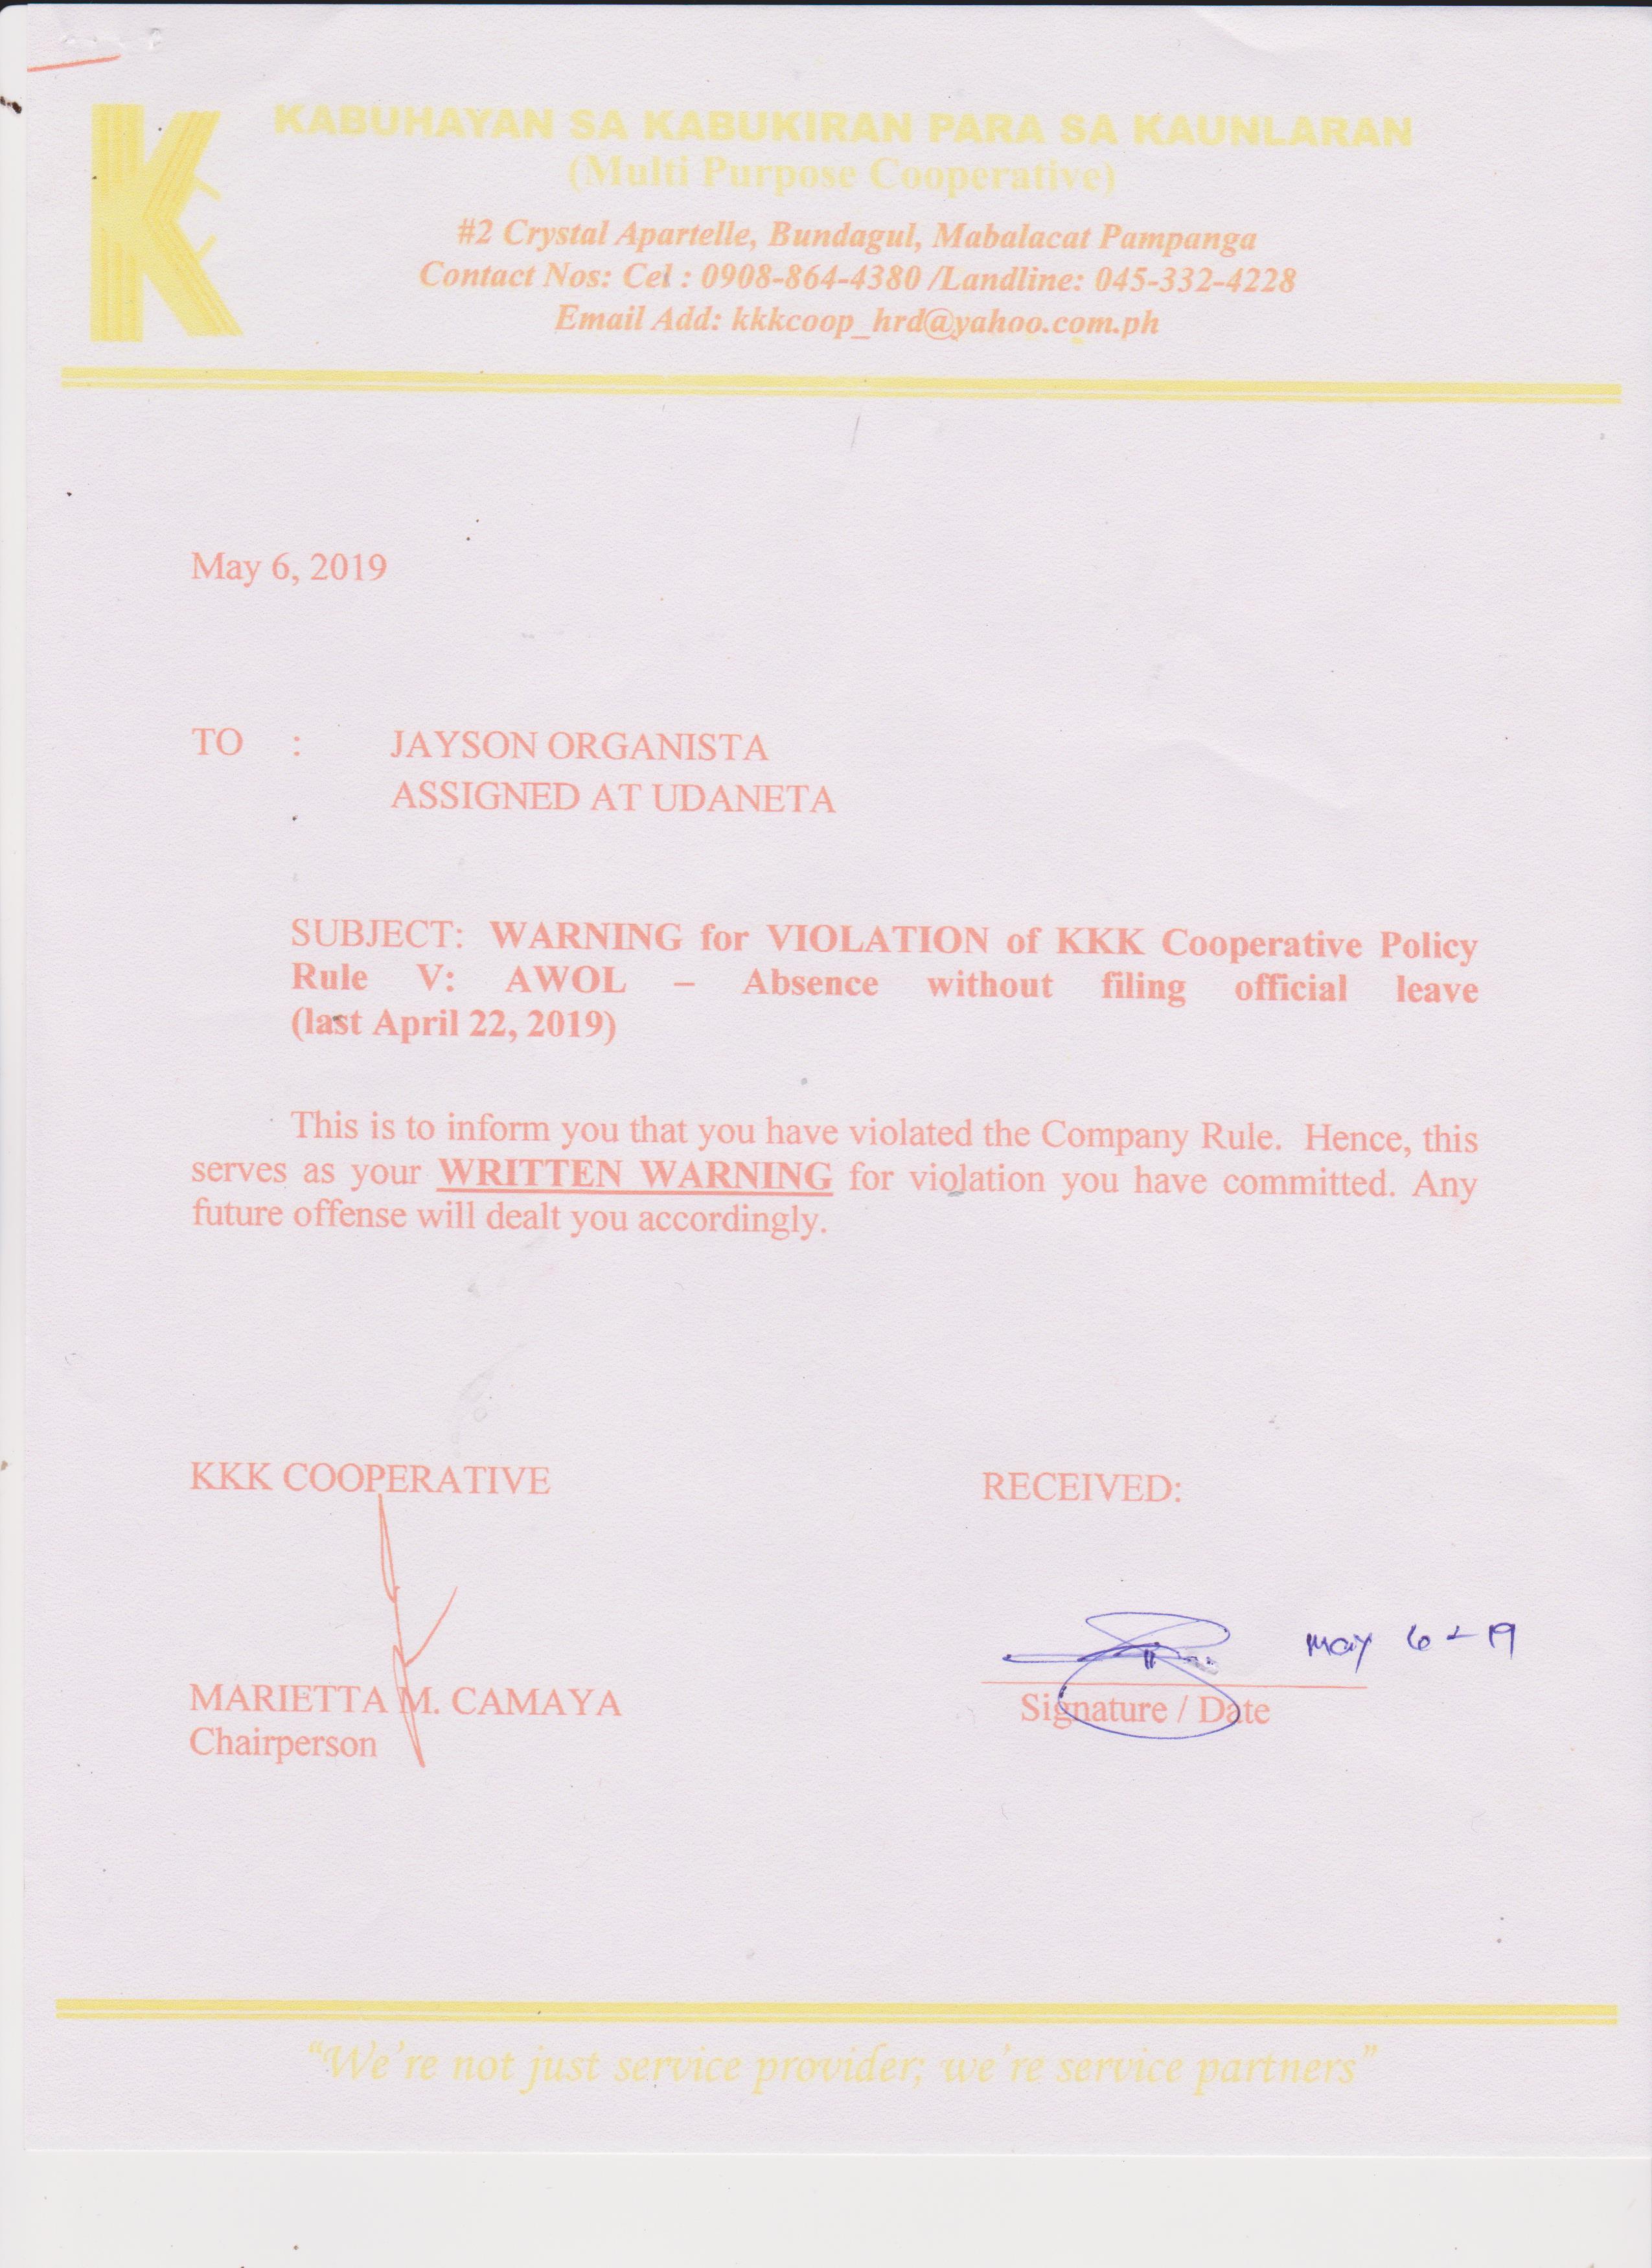 KABUHAYAN SA KABUKIRAN PARA SA KAUNLARAN
(Multi Purpose Cooperative)
#2 Crystal Apartelle, Bundagul, Mabalacat Pampanga
Contact Nos: Cel : 0908-864-4380 /Landline: 045-332-4228
Email Add: kkkcoop_hrd@yahoo.com.ph
May 6, 2019
TO : JAYSON ORGANISTA
ASSIGNED AT UDANETA
SUBJECT: WARNING for VIOLATION of KKK Cooperative Policy
Rule V: AWOL – Absence without filing official leave
(last April 22, 2019)
This is to inform you that you have violated the Company Rule. Hence, this
serves as your WRITTEN WARNING for violation you have committed. Any
future offense will dealt you accordingly.
KKK COOPERATIVE
RECEIVED:
May 6 - 19
MARIETTA M. CAMAYA
Chairperson
Signature / Date
"We're not just service provider; we're service partners"